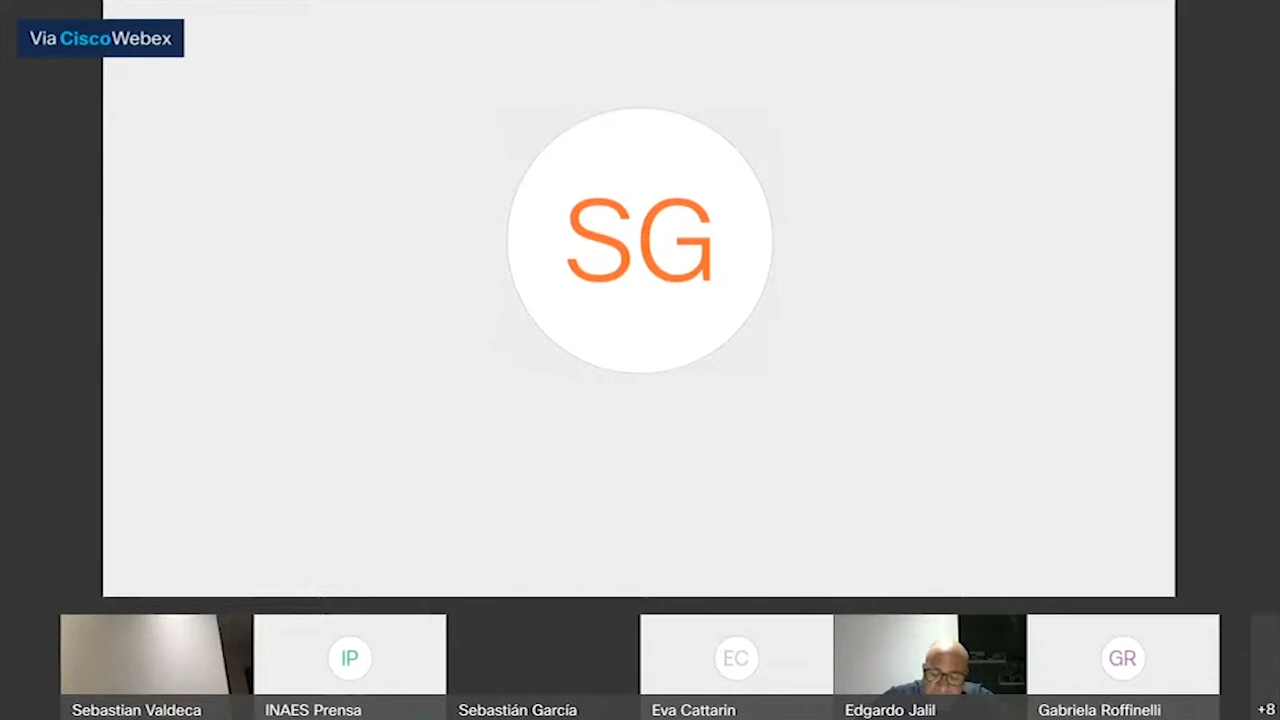 Via CiscoWebex
SG
IP
EC
GR
Sebastian Valdeca
INAES Prensa
Sebastián García
Eva Cattarin
Edgardo Jalil
Gabriela Roffinelli
+8